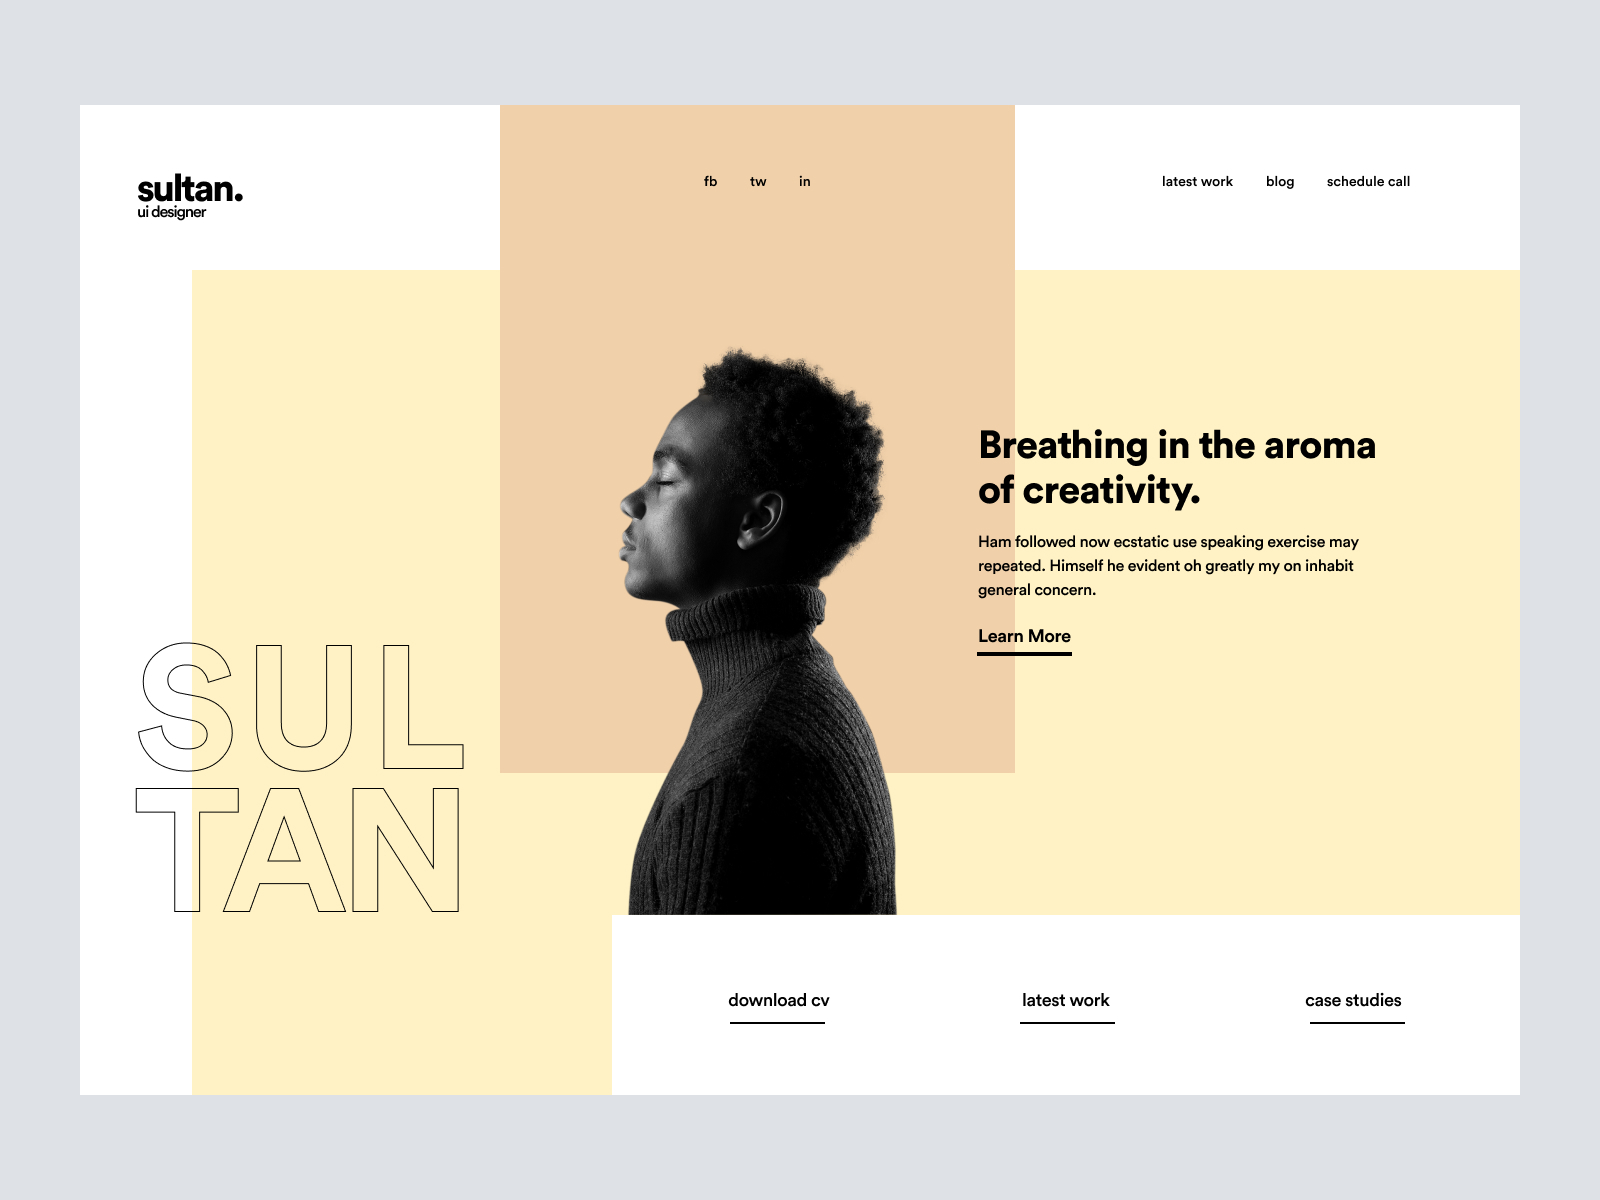 sultan.
ui designer
fb tw in
latest work blog schedule call
Breathing in the aroma
of creativity.
Ham followed now ecstatic use speaking exercise may
repeated. Himself he evident oh greatly my on inhabit
general concern.
Learn More
SUL
TAN
download cv latest work case studies